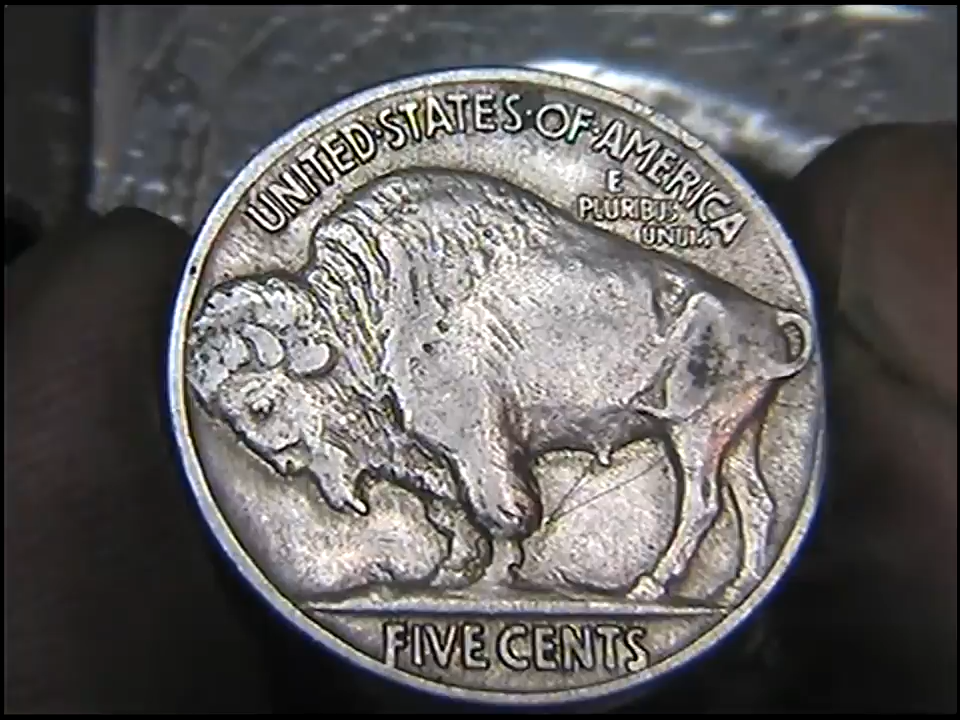 UNITED·STATES·OF·AMERICA
E
PLURIBUS
UNUM
FIVE CENTS